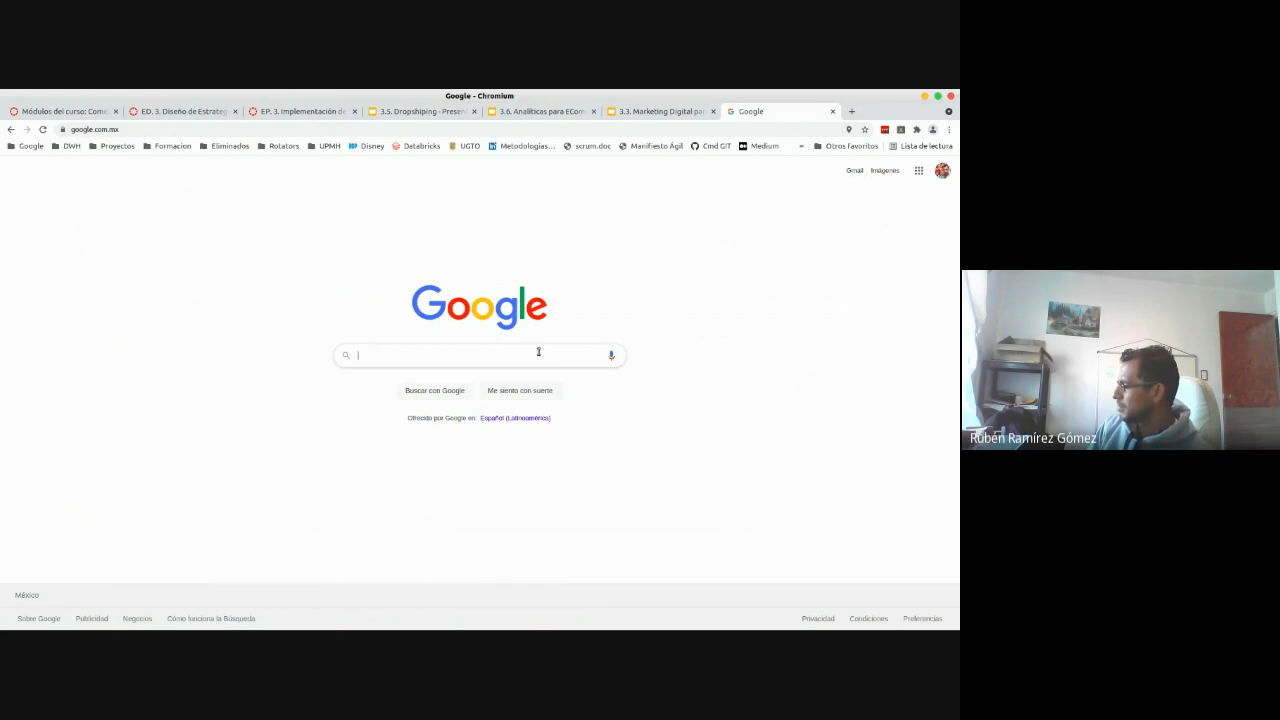 Google - Chromium
Módulos del curso: Come
ED. 3. Diseño de Estrateg
EP. 3. Implementación de
3.5. Dropshiping - Presen
3.6. Analíticas para ECom
3.3. Marketing Digital par
Google
google.com.mx
Google DWH Proyectos Formacion Eliminados Rotators UPMH Disney Databricks UGTO Metodologías... scrum.doc Manifiesto Ágil Cmd GIT Medium » Otros favoritos Lista de lectura
Gmail Imágenes
Google
Buscar con Google Me siento con suerte
Ofrecido por Google en: Español (Latinoamérica)
Rubén Ramírez Gómez
México
Sobre Google Publicidad Negocios Cómo funciona la Búsqueda Privacidad Condiciones Preferencias